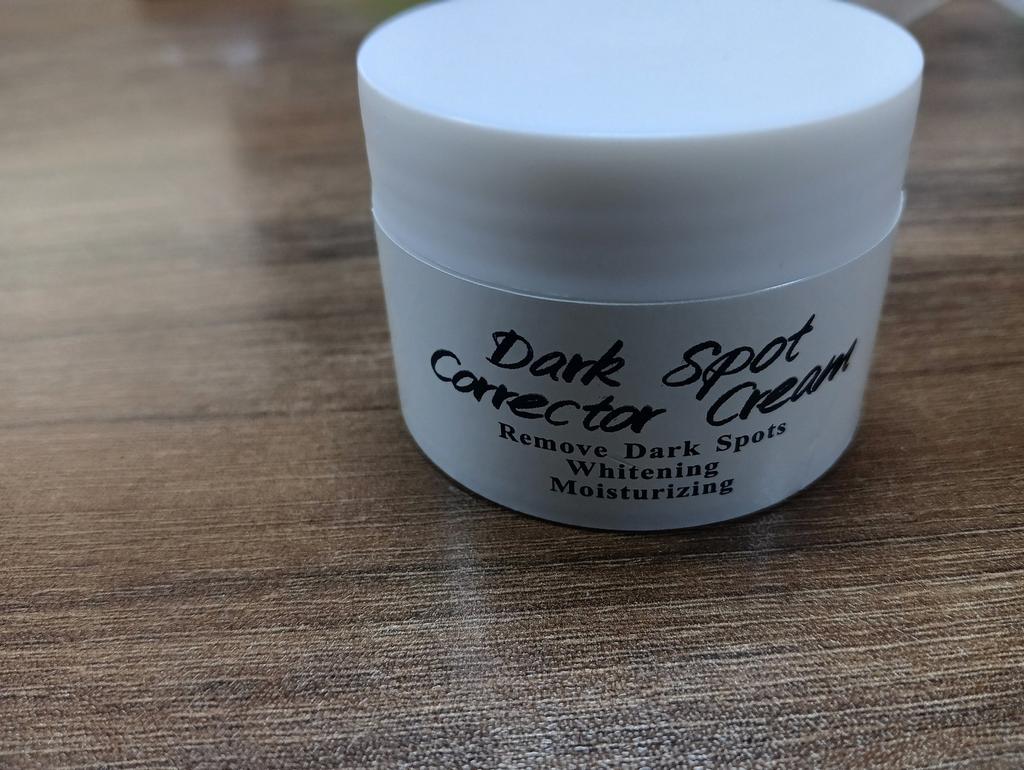 Dark Spot
Corrector Cream
Remove Dark Spots
Whitening
Moisturizing